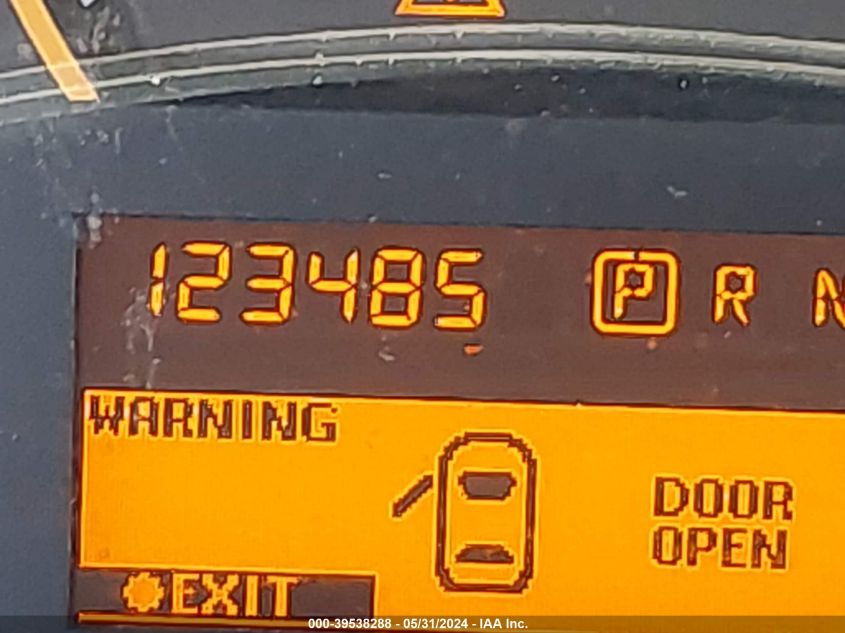 123485 P R N
WARNING
DOOR
OPEN
EXIT
000-39538288 - 05/31/2024 - IAA Inc.